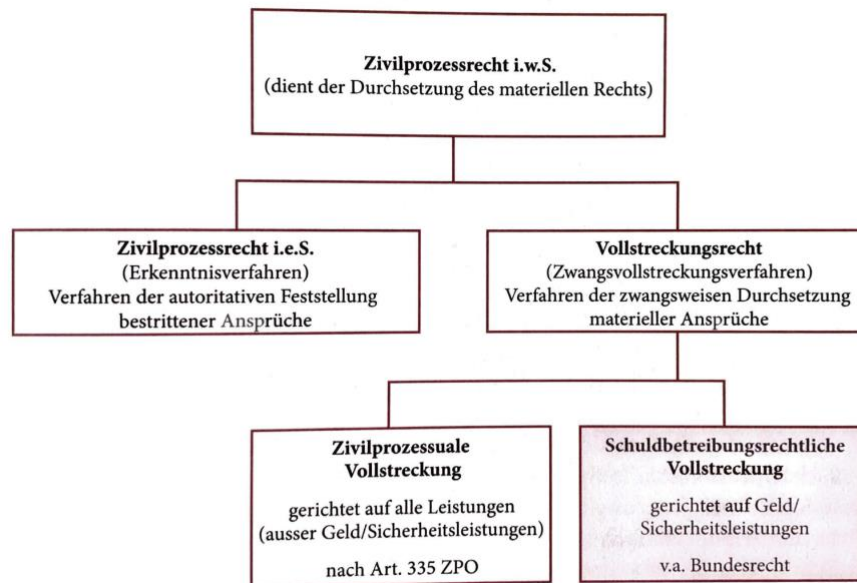 Zivilprozessrecht i.w.S.
(dient der Durchsetzung des materiellen Rechts)
Zivilprozessrecht i.e.S.
(Erkenntnisverfahren)
Verfahren der autoritativen Feststellung
bestrittener Ansprüche
Vollstreckungsrecht
(Zwangsvollstreckungsverfahren)
Verfahren der zwangsweisen Durchsetzung
materieller Ansprüche
Zivilprozessuale
Vollstreckung
gerichtet auf alle Leistungen
(ausser Geld/Sicherheitsleistungen)
nach Art. 335 ZPO
Schuldbetreibungsrechtliche
Vollstreckung
gerichtet auf Geld/
Sicherheitsleistungen
v.a. Bundesrecht